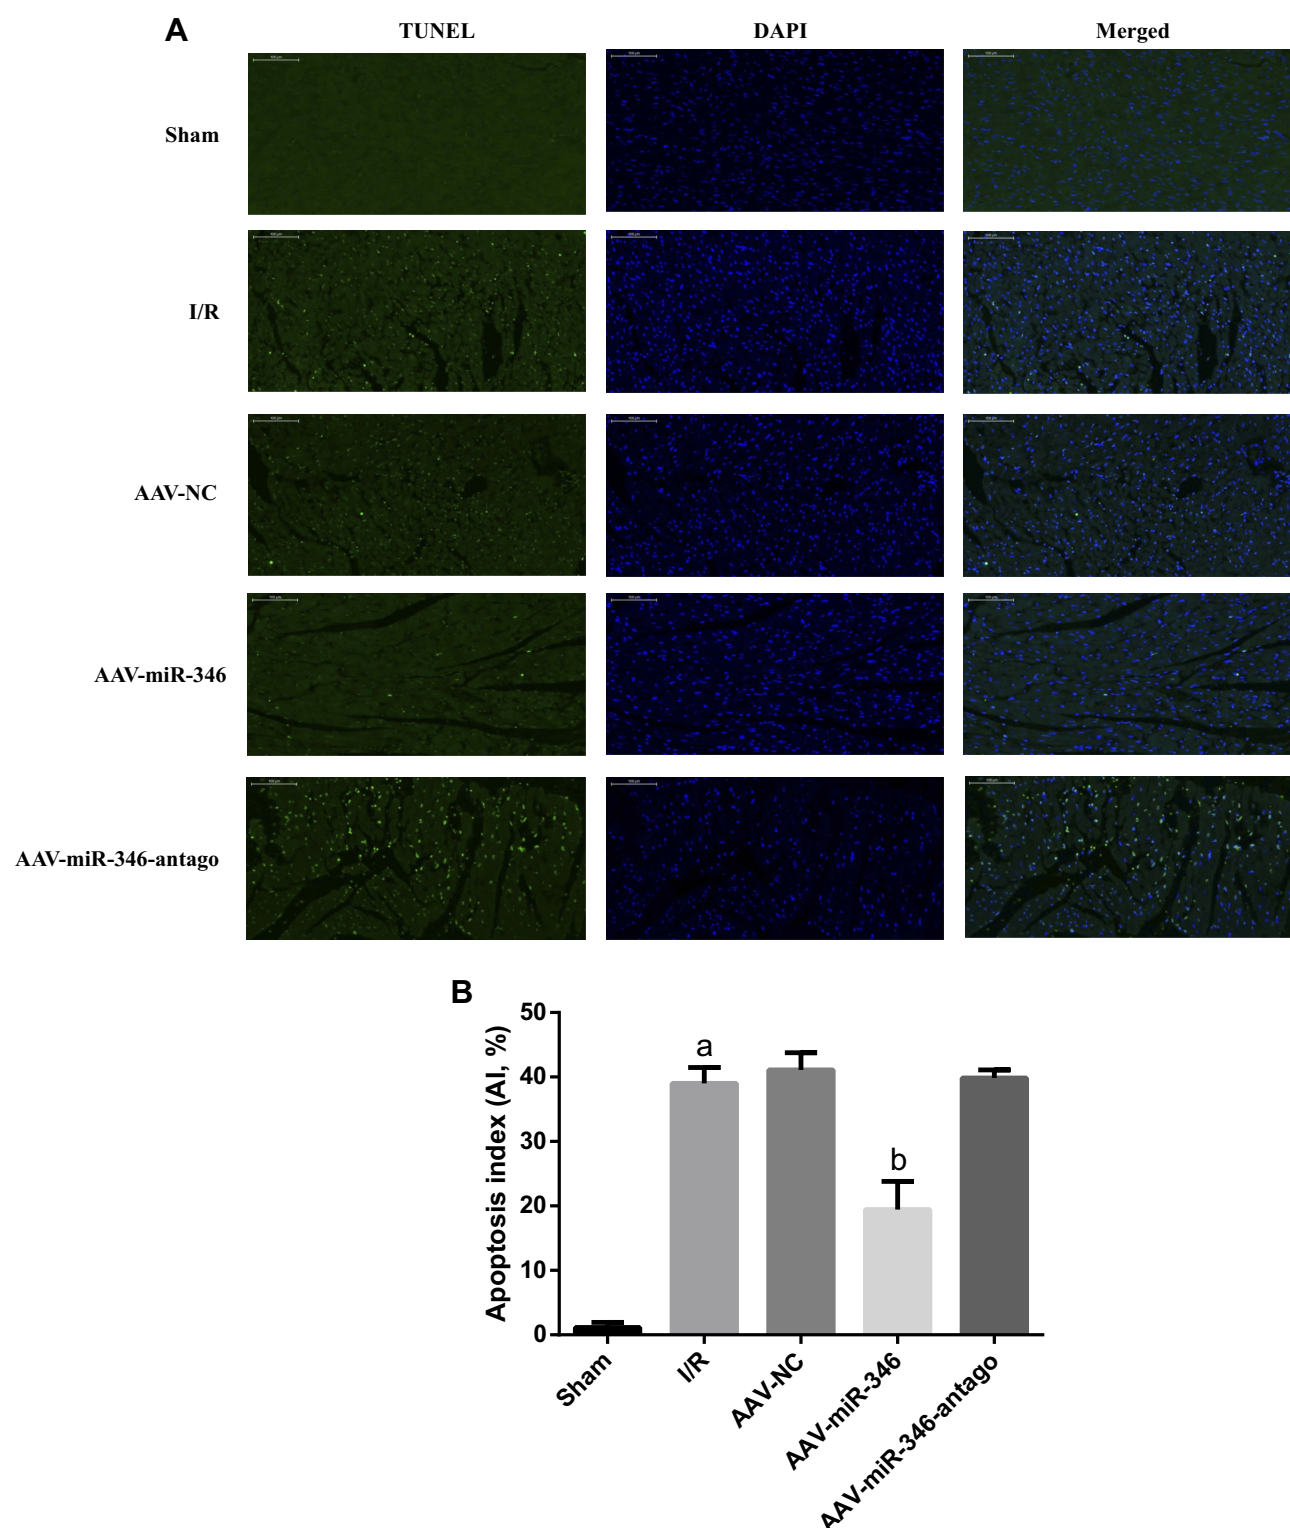 A
TUNEL DAPI Merged
Sham
I/R
AAV-NC
AAV-miR-346
AAV-miR-346-antago
B
Apoptosis index (AI, %)
50
40
30
20
10
0
a
b
Sham
I/R
AAV-NC
AAV-miR-346
AAV-miR-346-antago